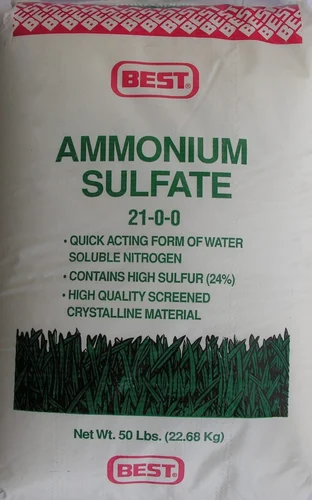 BEST®
AMMONIUM
SULFATE
21-0-0
• QUICK ACTING FORM OF WATER
SOLUBLE NITROGEN
• CONTAINS HIGH SULFUR (24%)
• HIGH QUALITY SCREENED
CRYSTALLINE MATERIAL
Net Wt. 50 Lbs. (22.68 Kg)
BEST®